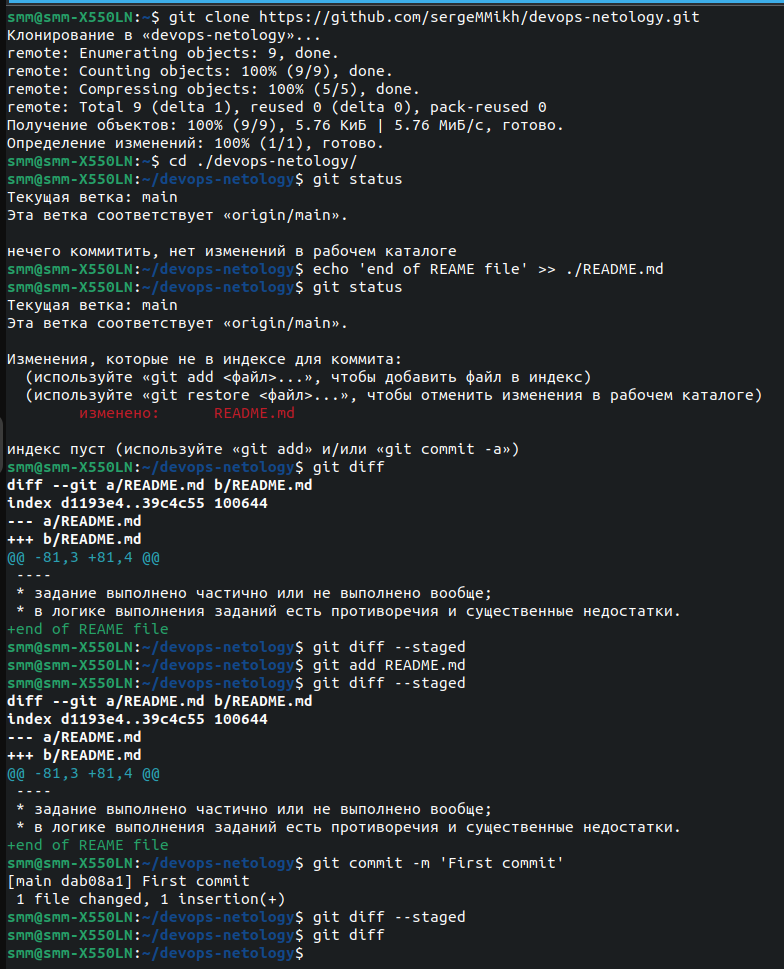 smm@smm-X550LN:~$ git clone https://github.com/sergeMMikh/devops-netology.git
Клонирование в «devops-netology»...
remote: Enumerating objects: 9, done.
remote: Counting objects: 100% (9/9), done.
remote: Compressing objects: 100% (5/5), done.
remote: Total 9 (delta 1), reused 0 (delta 0), pack-reused 0
Получение объектов: 100% (9/9), 5.76 КиБ | 5.76 МиБ/с, готово.
Определение изменений: 100% (1/1), готово.
smm@smm-X550LN:~$ cd ./devops-netology/
smm@smm-X550LN:~/devops-netology$ git status
Текущая ветка: main
Эта ветка соответствует «origin/main».

нечего коммитить, нет изменений в рабочем каталоге
smm@smm-X550LN:~/devops-netology$ echo 'end of REAME file' >> ./README.md
smm@smm-X550LN:~/devops-netology$ git status
Текущая ветка: main
Эта ветка соответствует «origin/main».

Изменения, которые не в индексе для коммита:
  (используйте «git add <файл>...», чтобы добавить файл в индекс)
  (используйте «git restore <файл>...», чтобы отменить изменения в рабочем каталоге)
        изменено:      README.md

индекс пуст (используйте «git add» и/или «git commit -a»)
smm@smm-X550LN:~/devops-netology$ git diff
diff --git a/README.md b/README.md
index d1193e4..39c4c55 100644
--- a/README.md
+++ b/README.md
@@ -81,3 +81,4 @@
 ----
 * задание выполнено частично или не выполнено вообще;
 * в логике выполнения заданий есть противоречия и существенные недостатки.
+end of REAME file
smm@smm-X550LN:~/devops-netology$ git diff --staged
smm@smm-X550LN:~/devops-netology$ git add README.md
smm@smm-X550LN:~/devops-netology$ git diff --staged
diff --git a/README.md b/README.md
index d1193e4..39c4c55 100644
--- a/README.md
+++ b/README.md
@@ -81,3 +81,4 @@
 ----
 * задание выполнено частично или не выполнено вообще;
 * в логике выполнения заданий есть противоречия и существенные недостатки.
+end of REAME file
smm@smm-X550LN:~/devops-netology$ git commit -m 'First commit'
[main dab08a1] First commit
 1 file changed, 1 insertion(+)
smm@smm-X550LN:~/devops-netology$ git diff --staged
smm@smm-X550LN:~/devops-netology$ git diff
smm@smm-X550LN:~/devops-netology$